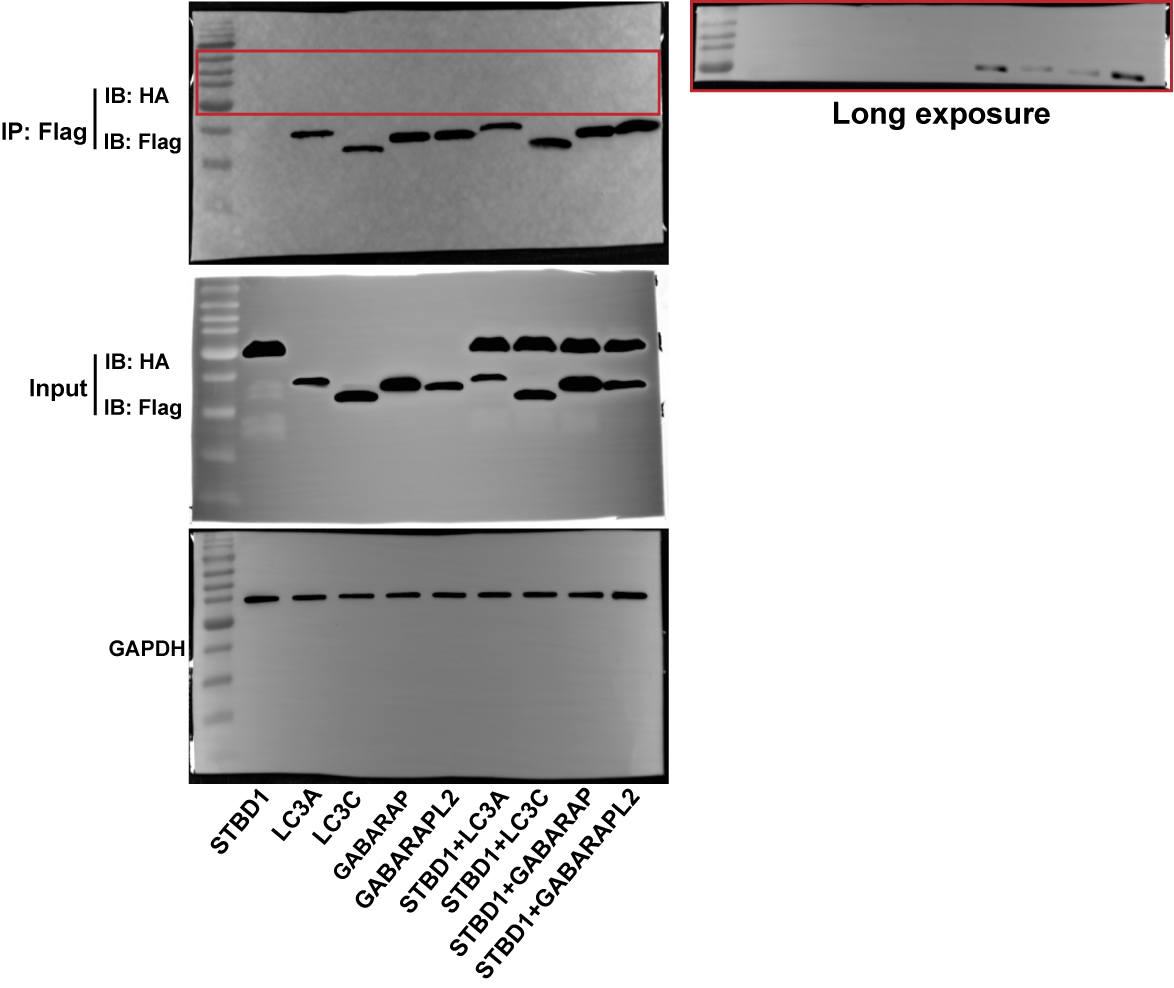 IP: Flag
IB: HA
IB: Flag
Long exposure
Input
IB: HA
IB: Flag
GAPDH
STBD1
LC3A
LC3C
GABARAP
GABARAPL2
STBD1+LC3A
STBD1+LC3C
STBD1+GABARAP
STBD1+GABARAPL2